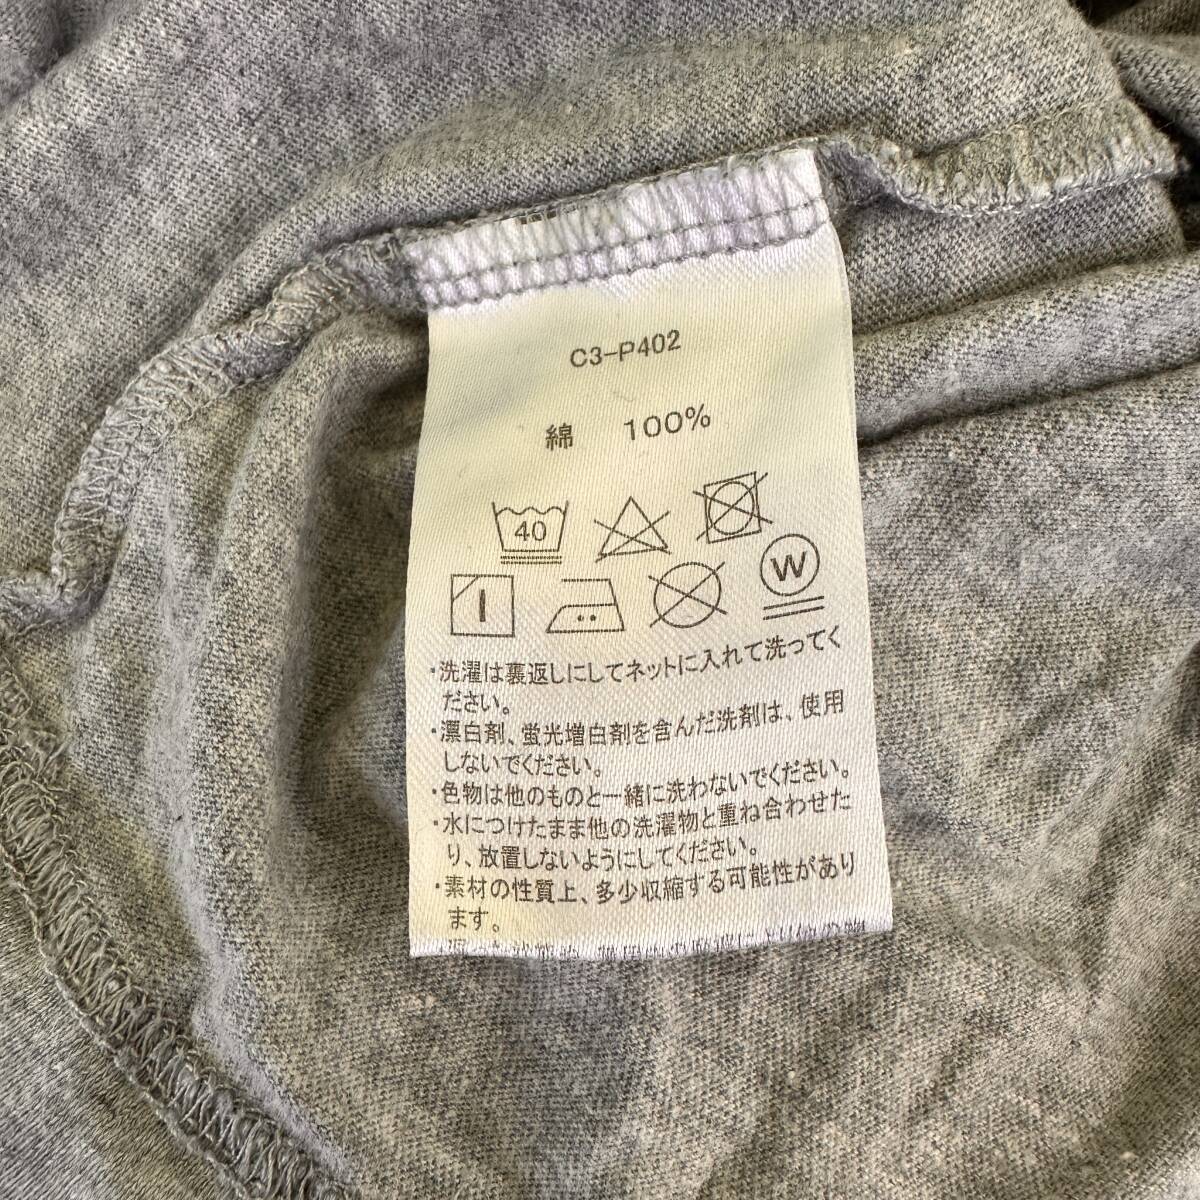 C3-P402
綿 100%
40
W
・洗濯は裏返しにしてネットに入れて洗ってく
ださい。
・漂白剤、蛍光増白剤を含んだ洗剤は、使用
しないでください。
・色物は他のものと一緒に洗わないでください。
・水につけたまま他の洗濯物と重ね合わせた
り、放置しないようにしてください。
・素材の性質上、多少収縮する可能性があり
ます。